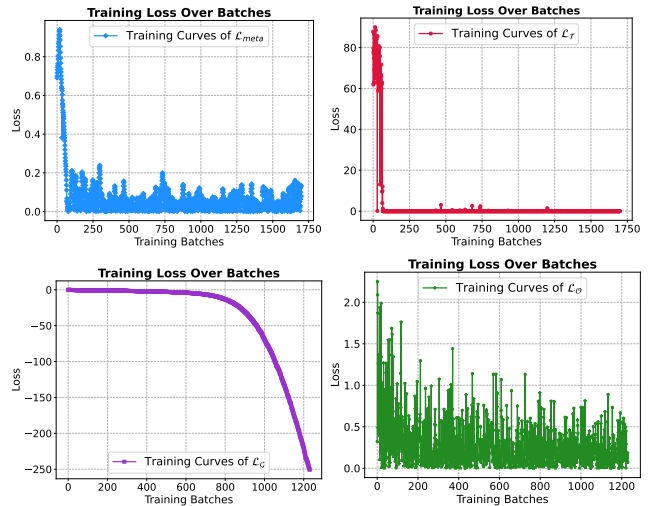 Training Loss Over Batches
Training Curves of ℒmeta
Loss
0.8
0.6
0.4
0.2
0.0
0 250 500 750 1000 1250 1500 1750
Training Batches
Training Loss Over Batches
Training Curves of ℒ𝒯
Loss
80
60
40
20
0
0 250 500 750 1000 1250 1500 1750
Training Batches
Training Loss Over Batches
Loss
0
−50
−100
−150
−200
−250
Training Curves of ℒ𝒢
0 200 400 600 800 1000 1200
Training Batches
Training Loss Over Batches
Training Curves of ℒ𝒪
Loss
2.0
1.5
1.0
0.5
0.0
0 200 400 600 800 1000 1200
Training Batches